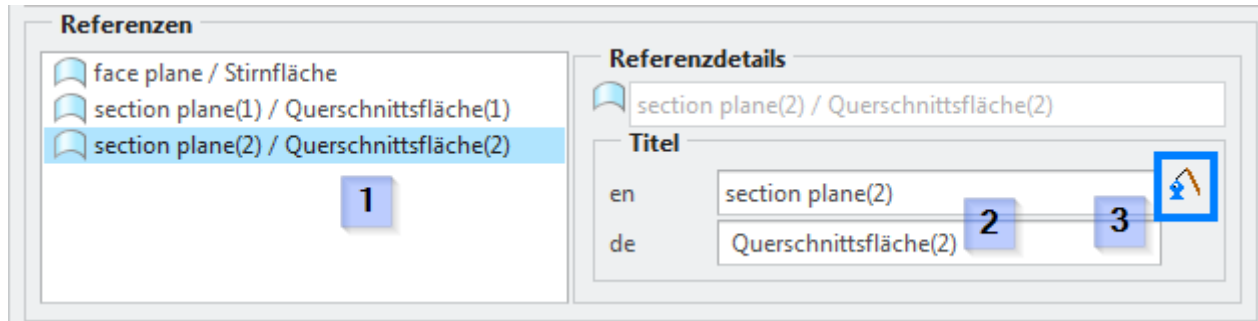 Referenzen
face plane / Stirnfläche
section plane(1) / Querschnittsfläche(1)
section plane(2) / Querschnittsfläche(2)
1
Referenzdetails
section plane(2) / Querschnittsfläche(2)
Titel
en section plane(2)
de Querschnittsfläche(2)
2
3